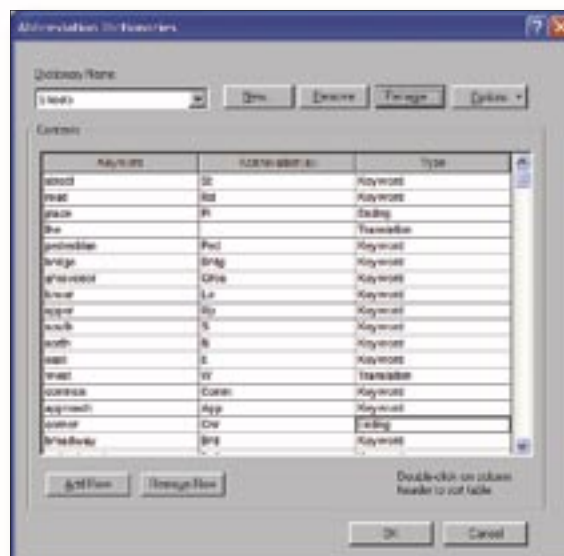 Abbreviation Dictionaries
Dictionary Name
Streets
New Rename Options
Contents
Keyword Abbreviation(s) Type
street St Keyword
road Rd Keyword
place Pl Ending
the Translation
pedestrian Ped Keyword
bridge Brdg Keyword
Keyword
lower Lo Keyword
upper Up Keyword
south S Keyword
north N Keyword
east E Keyword
west W Translation
common Comm Keyword
approach App Keyword
corner Cnr Ending
broadway Brd Keyword
Add Row Remove Row
Double-click on column
header to sort table
OK Cancel